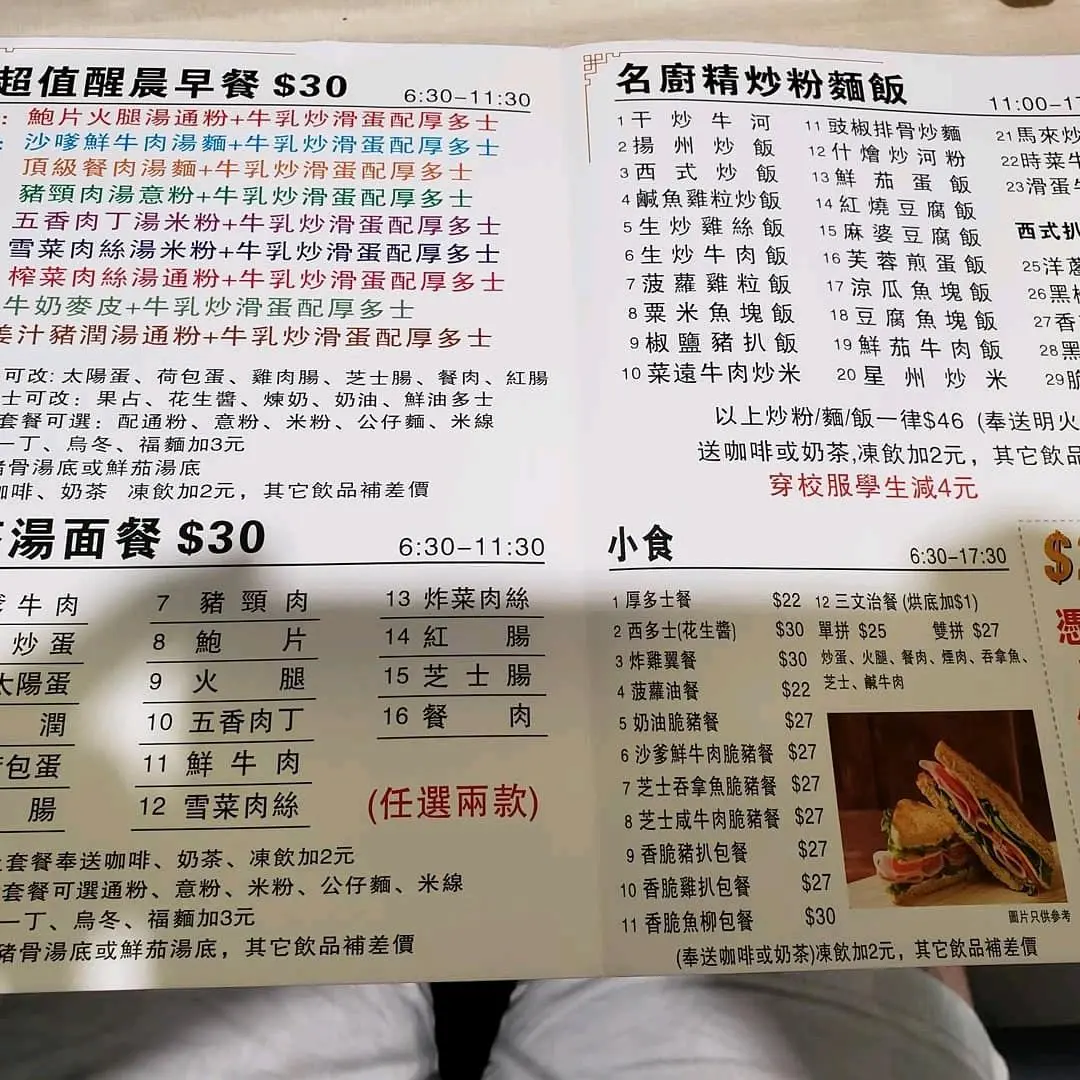 超值醒晨早餐 $30 6:30-11:30
：鮑片火腿湯通粉+牛乳炒滑蛋配厚多士
：沙嗲鮮牛肉湯麵+牛乳炒滑蛋配厚多士
頂級餐肉湯麵+牛乳炒滑蛋配厚多士
豬頸肉湯意粉+牛乳炒滑蛋配厚多士
五香肉丁湯米粉+牛乳炒滑蛋配厚多士
雪菜肉絲湯米粉+牛乳炒滑蛋配厚多士
榨菜肉絲湯通粉+牛乳炒滑蛋配厚多士
牛奶麥皮+牛乳炒滑蛋配厚多士
姜汁豬潤湯通粉+牛乳炒滑蛋配厚多士
可改: 太陽蛋、荷包蛋、雞肉腸、芝士腸、餐肉、紅腸
士可改：果占、花生醬、煉奶、奶油、鮮油多士
套餐可選：配通粉、意粉、米粉、公仔麵、米線
一丁、烏冬、福麵加3元
豬骨湯底或鮮茄湯底
咖啡、奶茶 凍飲加2元，其它飲品補差價
湯面餐 $30 6:30-11:30
牛肉
炒蛋
太陽蛋
潤
荷包蛋
腸
7 豬頸肉
8 鮑片
9 火腿
10 五香肉丁
11 鮮牛肉
12 雪菜肉絲
13 炸菜肉絲
14 紅腸
15 芝士腸
16 餐肉
(任選兩款)
套餐奉送咖啡、奶茶、凍飲加2元
套餐可選通粉、意粉、米粉、公仔麵、米線
一丁、烏冬、福麵加3元
豬骨湯底或鮮茄湯底，其它飲品補差價
名廚精炒粉麵飯 11:00-17
1 干炒牛河
2 揚州炒飯
3 西式炒飯
4 鹹魚雞粒炒飯
5 生炒雞絲飯
6 生炒牛肉飯
7 菠蘿雞粒飯
8 粟米魚塊飯
9 椒鹽豬扒飯
10 菜遠牛肉炒米
11 豉椒排骨炒麵
12 什燴炒河粉
13 鮮茄蛋飯
14 紅燒豆腐飯
15 麻婆豆腐飯
16 芙蓉煎蛋飯
17 涼瓜魚塊飯
18 豆腐魚塊飯
19 鮮茄牛肉飯
20 星州炒米
21 馬來炒
22 時菜牛
23 滑蛋牛
西式扒
25 洋蔥
26 黑椒
27 香
28 黑
29 脆
以上炒粉/麵/飯一律$46 (奉送明火
送咖啡或奶茶,凍飲加2元，其它飲品
穿校服學生減4元
小食 6:30-17:30
1 厚多士餐 $22
2 西多士(花生醬) $30
3 炸雞翼餐 $30
4 菠蘿油餐 $22
5 奶油脆豬餐 $27
6 沙爹鮮牛肉脆豬餐 $27
7 芝士吞拿魚脆豬餐 $27
8 芝士咸牛肉脆豬餐 $27
9 香脆豬扒包餐 $27
10 香脆雞扒包餐 $27
11 香脆魚柳包餐 $30
12 三文治餐 (烘底加$1)
單拼 $25 雙拼 $27
炒蛋、火腿、餐肉、煙肉、吞拿魚、
芝士、鹹牛肉
圖片只供參考
(奉送咖啡或奶茶)凍飲加2元，其它飲品補差價
$2
憑